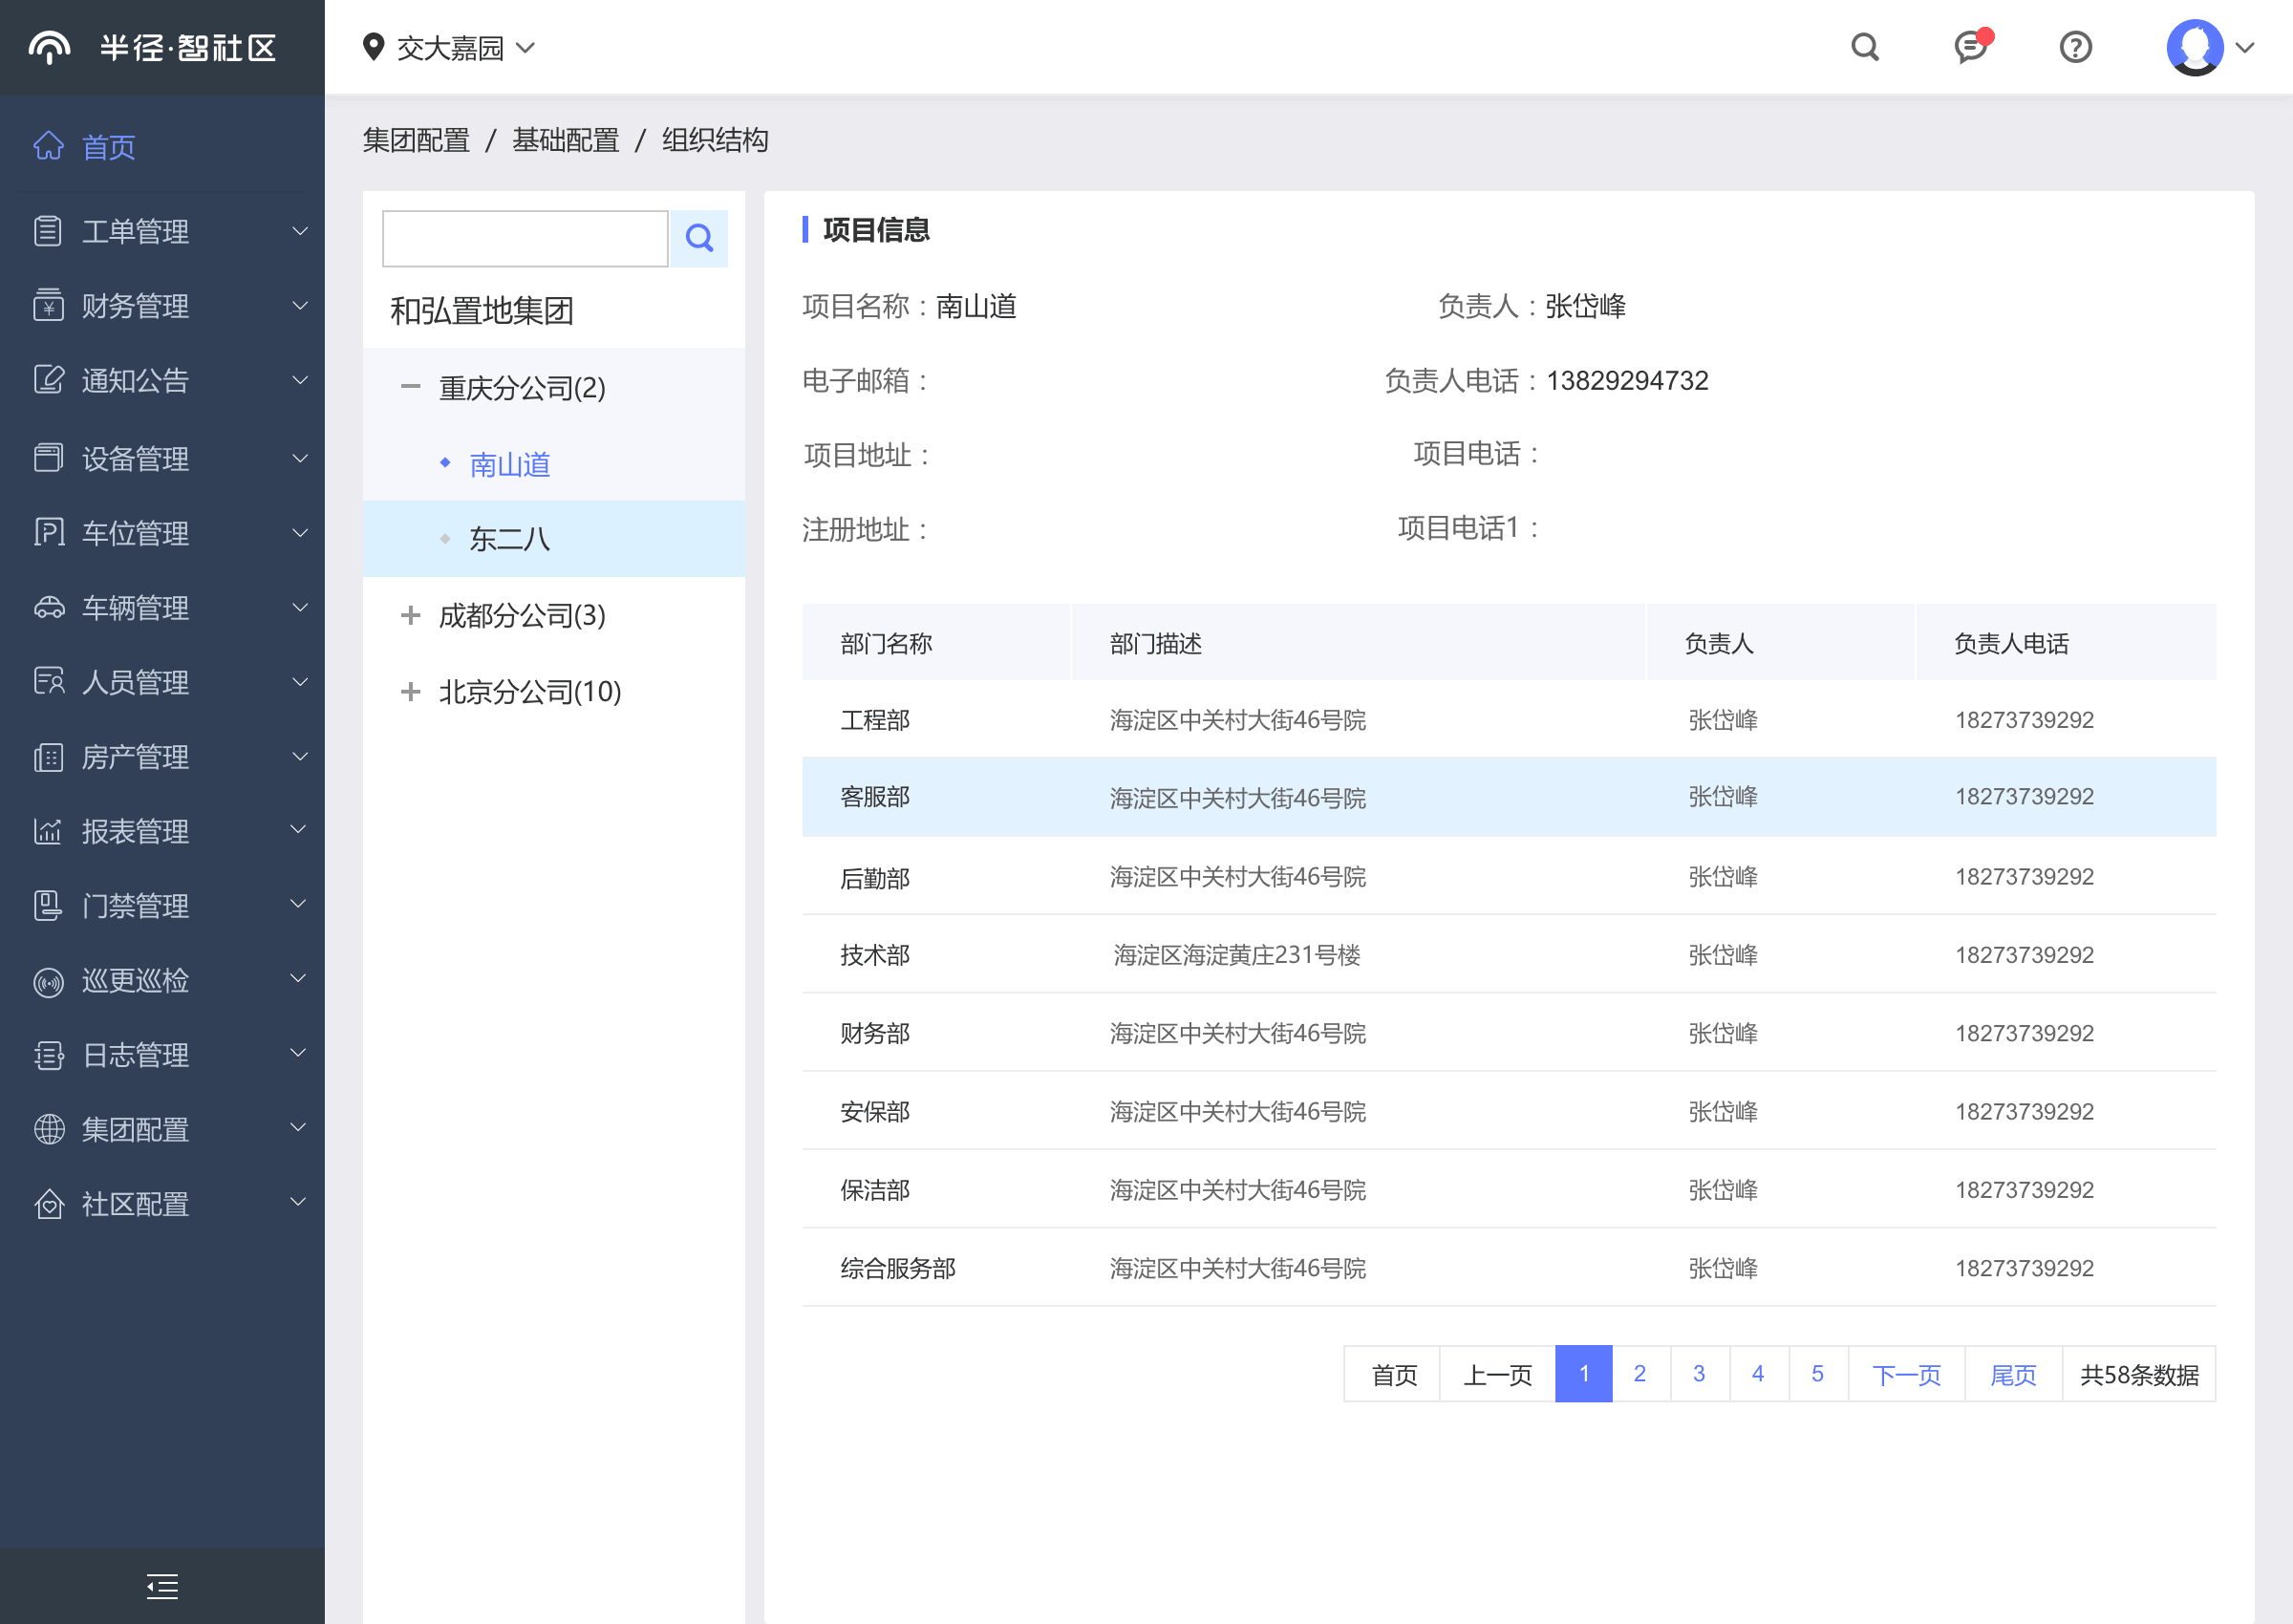 半径·智社区
交大嘉园
首页
工单管理
财务管理
通知公告
设备管理
车位管理
车辆管理
人员管理
房产管理
报表管理
门禁管理
巡更巡检
日志管理
集团配置
社区配置
集团配置 / 基础配置 / 组织结构
和弘置地集团
重庆分公司(2)
南山道
东二八
成都分公司(3)
北京分公司(10)
项目信息
项目名称：南山道 负责人：张岱峰
电子邮箱： 负责人电话：13829294732
项目地址： 项目电话：
注册地址： 项目电话1：
部门名称 部门描述 负责人 负责人电话
工程部 海淀区中关村大街46号院 张岱峰 18273739292
客服部 海淀区中关村大街46号院 张岱峰 18273739292
后勤部 海淀区中关村大街46号院 张岱峰 18273739292
技术部 海淀区海淀黄庄231号楼 张岱峰 18273739292
财务部 海淀区中关村大街46号院 张岱峰 18273739292
安保部 海淀区中关村大街46号院 张岱峰 18273739292
保洁部 海淀区中关村大街46号院 张岱峰 18273739292
综合服务部 海淀区中关村大街46号院 张岱峰 18273739292
首页 上一页 1 2 3 4 5 下一页 尾页 共58条数据